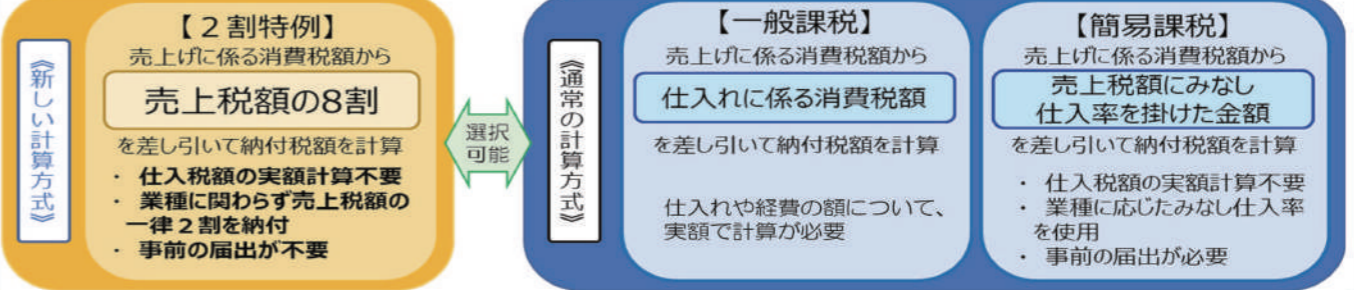 《新しい計算方式》
【２割特例】
売上げに係る消費税額から
売上税額の８割
を差し引いて納付税額を計算
・ 仕入税額の実額計算不要
・ 業種に関わらず売上税額の
一律２割を納付
・ 事前の届出が不要
選択
可能
《通常の計算方式》
【一般課税】
売上げに係る消費税額から
仕入れに係る消費税額
を差し引いて納付税額を計算
仕入れや経費の額について、
実額で計算が必要
【簡易課税】
売上げに係る消費税額から
売上税額にみなし
仕入率を掛けた金額
を差し引いて納付税額を計算
・ 仕入税額の実額計算不要
・ 業種に応じたみなし仕入率
を使用
・ 事前の届出が必要